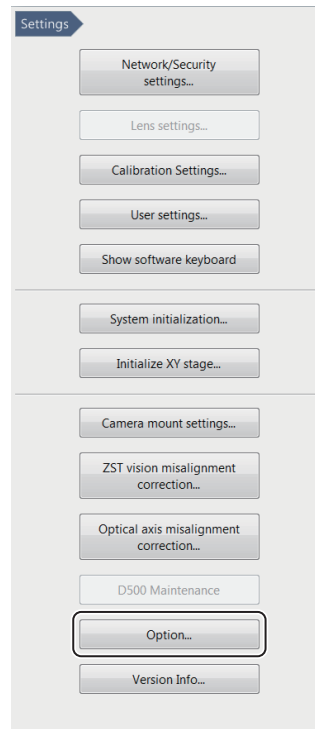 Settings
Network/Security
settings...
Lens settings...
Calibration Settings...
User settings...
Show software keyboard
System initialization...
Initialize XY stage...
Camera mount settings...
ZST vision misalignment
correction...
Optical axis misalignment
correction...
D500 Maintenance
Option...
Version Info...